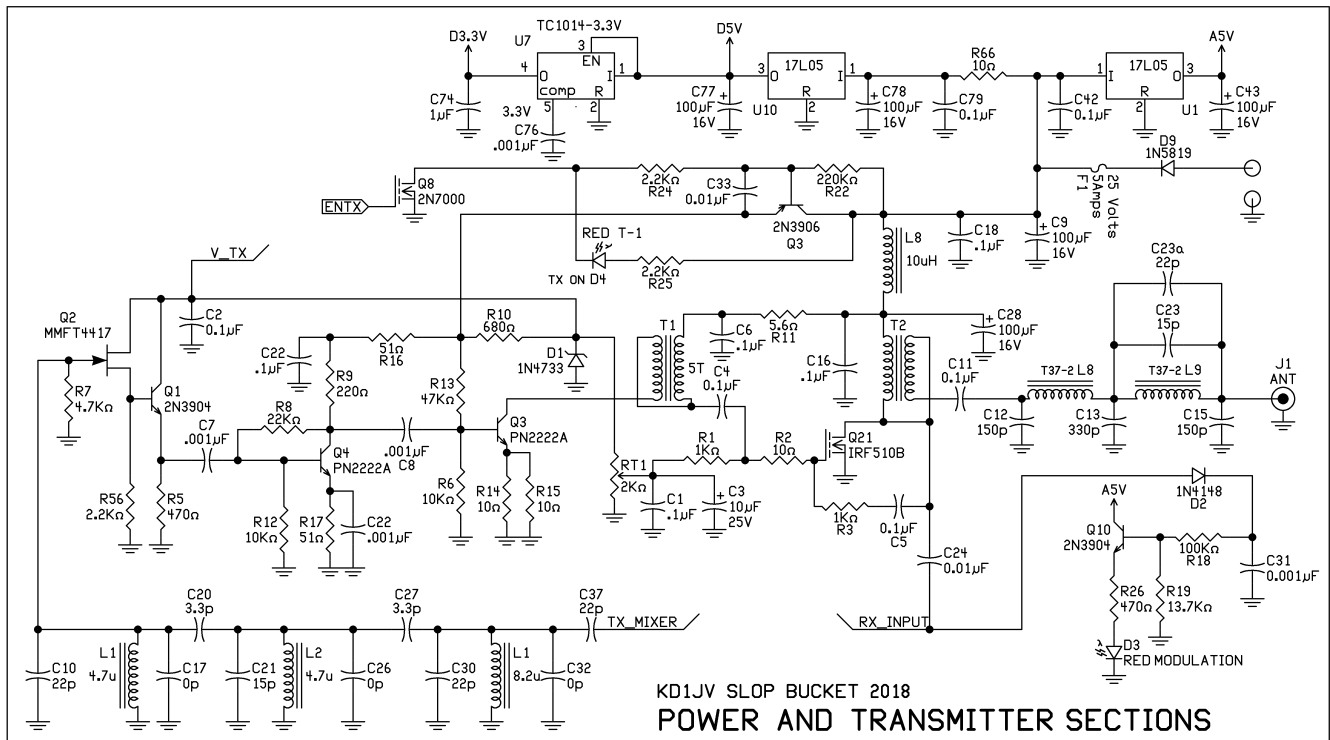 TC1014-3.3V
D3.3V
U7
3
EN
4
O
I
1
comp
R
5
2
C74
1µF
3.3V
C76
.001µF
D5V
3
17L05
O
I
1
R
2
U10
C77
100µF
16V
C78
100µF
16V
C79
0.1µF
R66
10Ω
A5V
17L05
1
I
O
3
R
2
U1
C42
0.1µF
C43
100µF
16V
D9
1N5819
25 Volts
5Amps
F1
ENTX
Q8
2N7000
2.2KΩ
R24
C33
0.01µF
220KΩ
R22
2N3906
Q3
RED T-1
TX ON D4
2.2KΩ
R25
L8
10uH
C18
.1µF
C9
100µF
16V
V_TX
Q2
MMFT4417
C2
0.1µF
R7
4.7KΩ
Q1
2N3904
R56
2.2KΩ
R5
470Ω
C7
.001µF
C22
.1µF
51Ω
R16
R10
680Ω
D1
1N4733
R9
220Ω
R8
22KΩ
Q4
PN2222A
R12
10KΩ
R17
51Ω
C22
.001µF
.001µF
C8
R13
47KΩ
R6
10KΩ
Q3
PN2222A
R14
10Ω
R15
10Ω
T1
5T
C6
.1µF
5.6Ω
R11
C4
0.1µF
RT1
2KΩ
R1
1KΩ
R2
10Ω
C1
.1µF
C3
10µF
25V
C16
.1µF
T2
C28
100µF
16V
Q21
IRF510B
1KΩ
R3
0.1µF
C5
C24
0.01µF
C11
0.1µF
C12
150p
T37-2 L8
C13
330p
C23a
22p
C23
15p
T37-2 L9
C15
150p
J1
ANT
1N4148
D2
A5V
Q10
2N3904
100KΩ
R18
C31
0.001µF
R26
470Ω
R19
13.7KΩ
D3
RED MODULATION
C10
22p
L1
4.7u
C17
0p
C20
3.3p
C21
15p
L2
4.7u
C26
0p
C27
3.3p
C30
22p
L1
8.2u
C32
0p
C37
22p
TX_MIXER
RX_INPUT
KD1JV SLOP BUCKET 2018
POWER AND TRANSMITTER SECTIONS